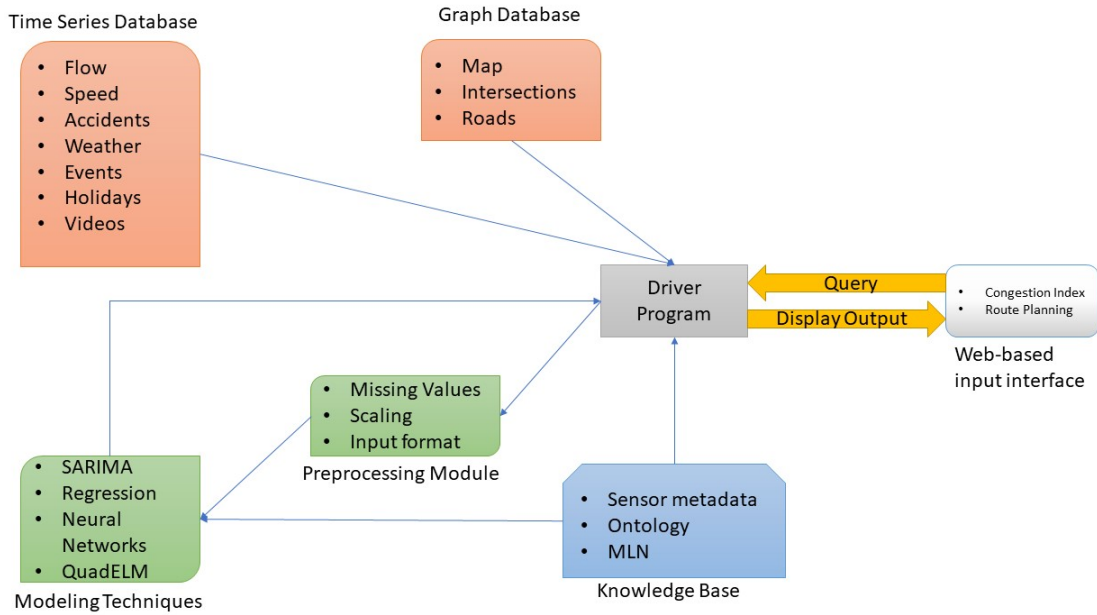 Time Series Database
• Flow
• Speed
• Accidents
• Weather
• Events
• Holidays
• Videos
Graph Database
• Map
• Intersections
• Roads
Driver
Program
Query
Display Output
• Congestion Index
• Route Planning
Web-based
input interface
• Missing Values
• Scaling
• Input format
Preprocessing Module
• SARIMA
• Regression
• Neural
Networks
• QuadELM
Modeling Techniques
• Sensor metadata
• Ontology
• MLN
Knowledge Base